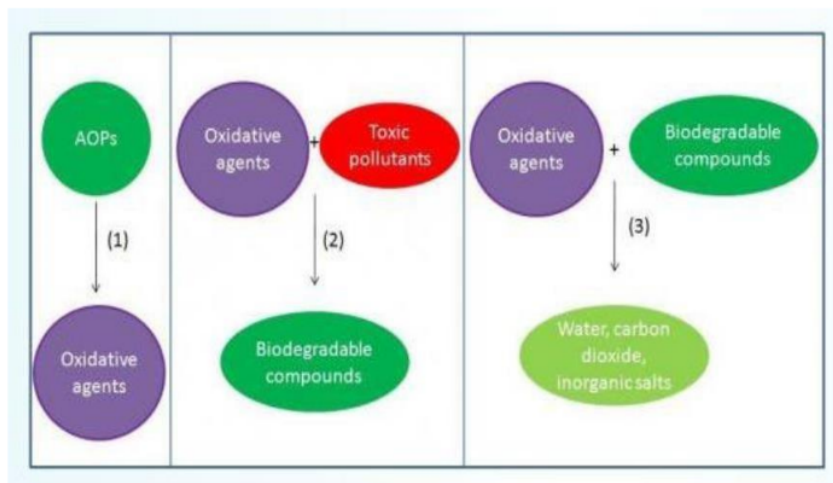 AOPs
(1)
Oxidative
agents
Oxidative
agents
+
Toxic
pollutants
(2)
Biodegradable
compounds
Oxidative
agents
+
Biodegradable
compounds
(3)
Water, carbon
dioxide,
inorganic salts